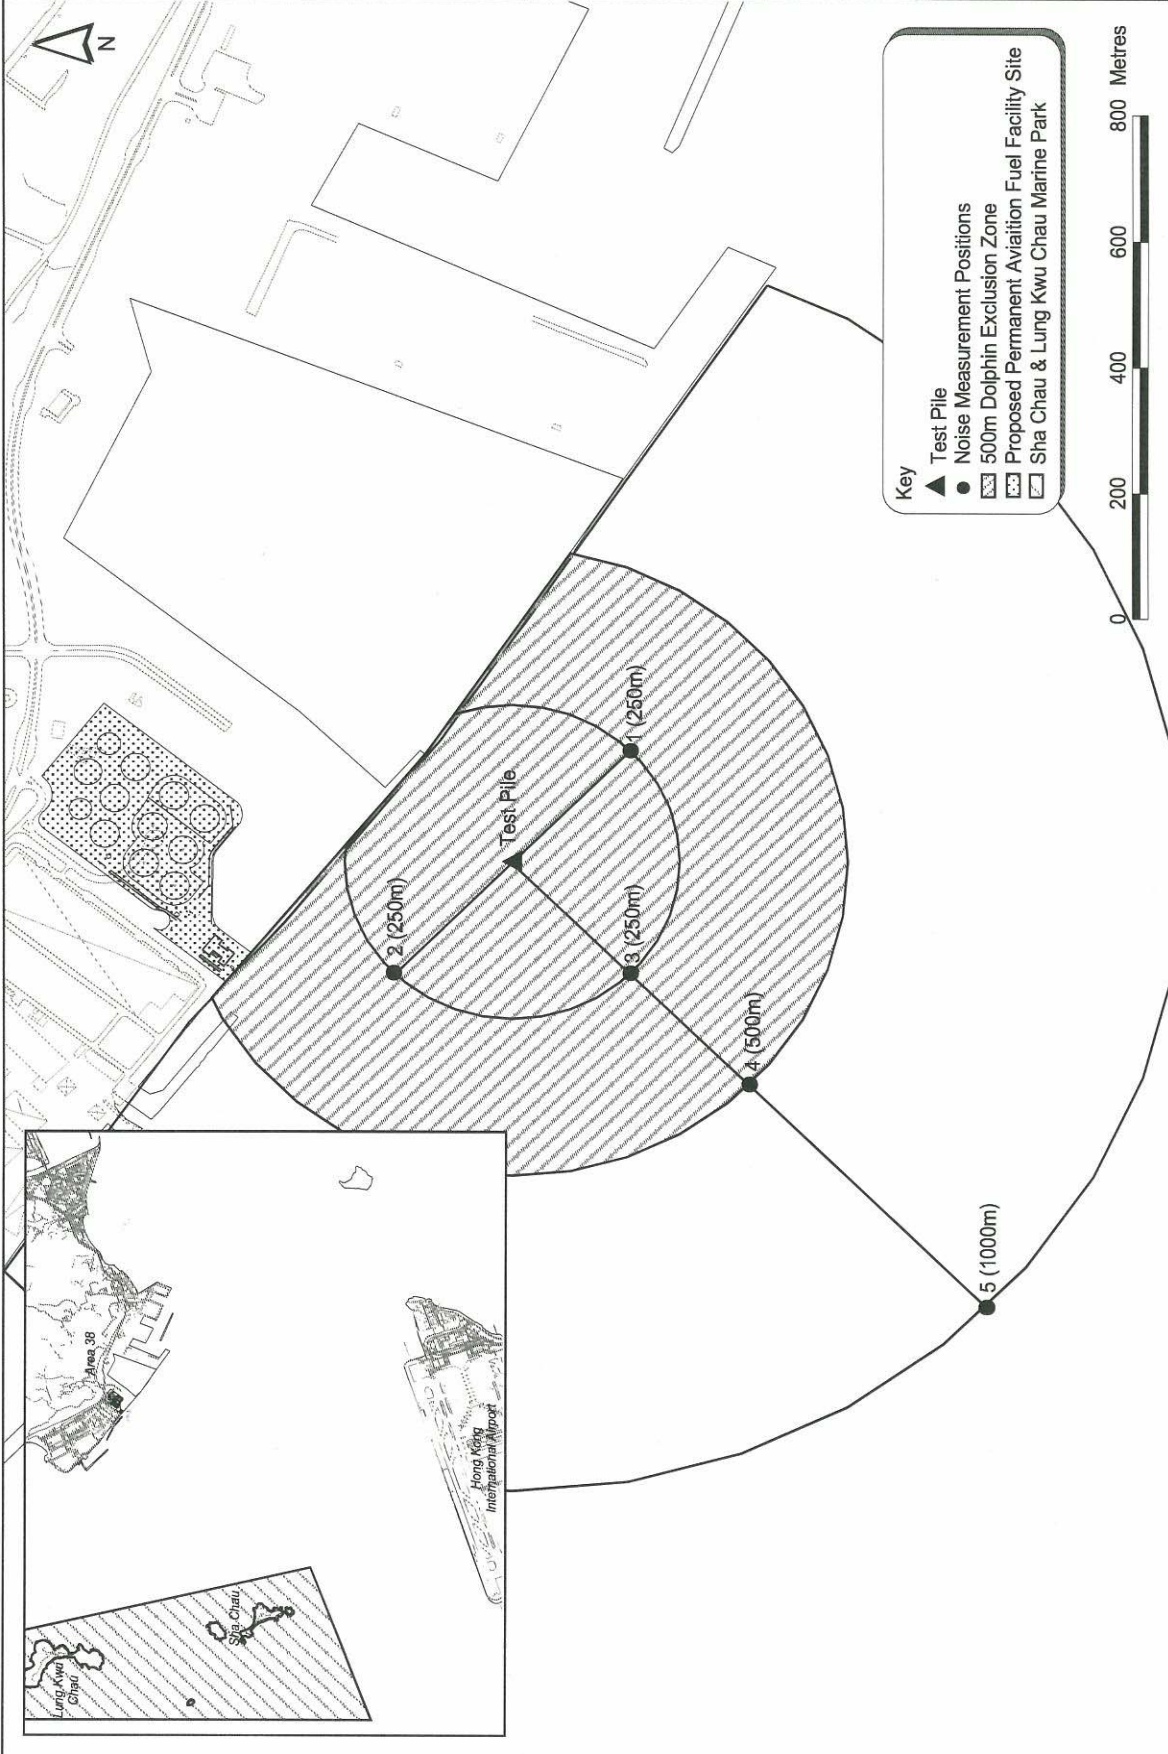 N
Lung Kwu
Chau
Sha Chau
Area 38
Hong Kong
International Airport
2 (250m)
Test Pile
1 (250m)
3 (250m)
4 (500m)
5 (1000m)
Key
Test Pile
Noise Measurement Positions
500m Dolphin Exclusion Zone
Proposed Permanent Aviaition Fuel Facility Site
Sha Chau & Lung Kwu Chau Marine Park
0 200 400 600 800 Metres